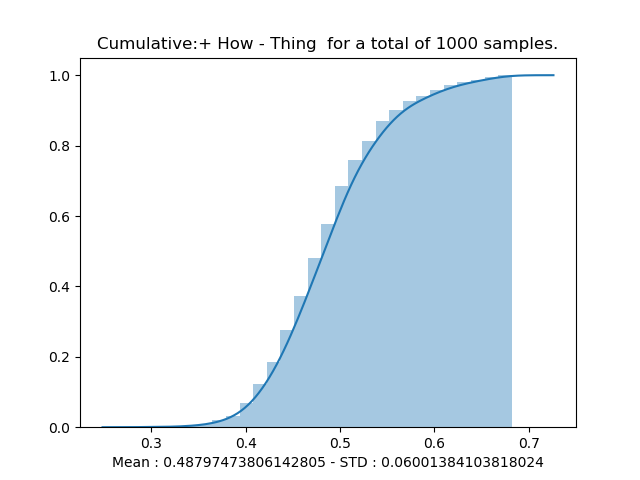 Cumulative:+ How - Thing  for a total of 1000 samples.
1.0
0.8
0.6
0.4
0.2
0.0
0.3 0.4 0.5 0.6 0.7
Mean : 0.48797473806142805 - STD : 0.06001384103818024